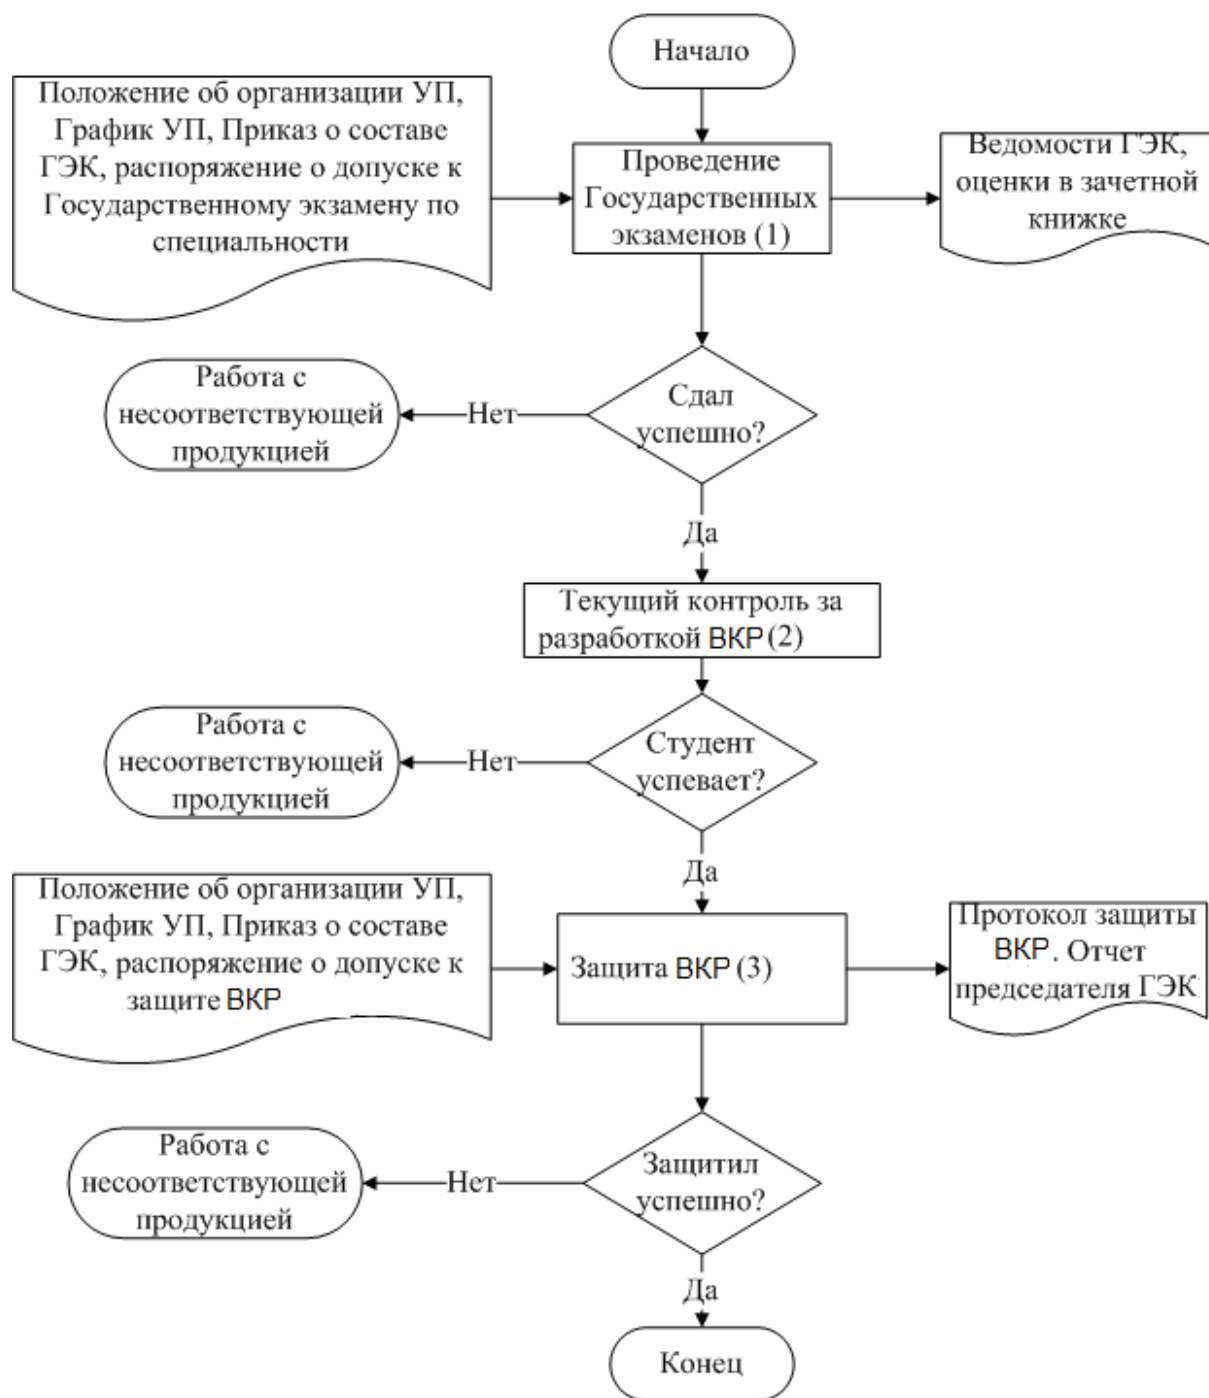 Начало
Положение об организации УП,
График УП, Приказ о составе
ГЭК, распоряжение о допуске к
Государственному экзамену по
специальности
Проведение
Государственных
экзаменов (1)
Ведомости ГЭК,
оценки в зачетной
книжке
Сдал
успешно?
Нет
Работа с
несоответствующей
продукцией
Да
Текущий контроль за
разработкой ВКР (2)
Студент
успевает?
Нет
Работа с
несоответствующей
продукцией
Да
Положение об организации УП,
График УП, Приказ о составе
ГЭК, распоряжение о допуске к
защите ВКР
Защита ВКР (3)
Протокол защиты
ВКР. Отчет
председателя ГЭК
Защитил
успешно?
Нет
Работа с
несоответствующей
продукцией
Да
Конец